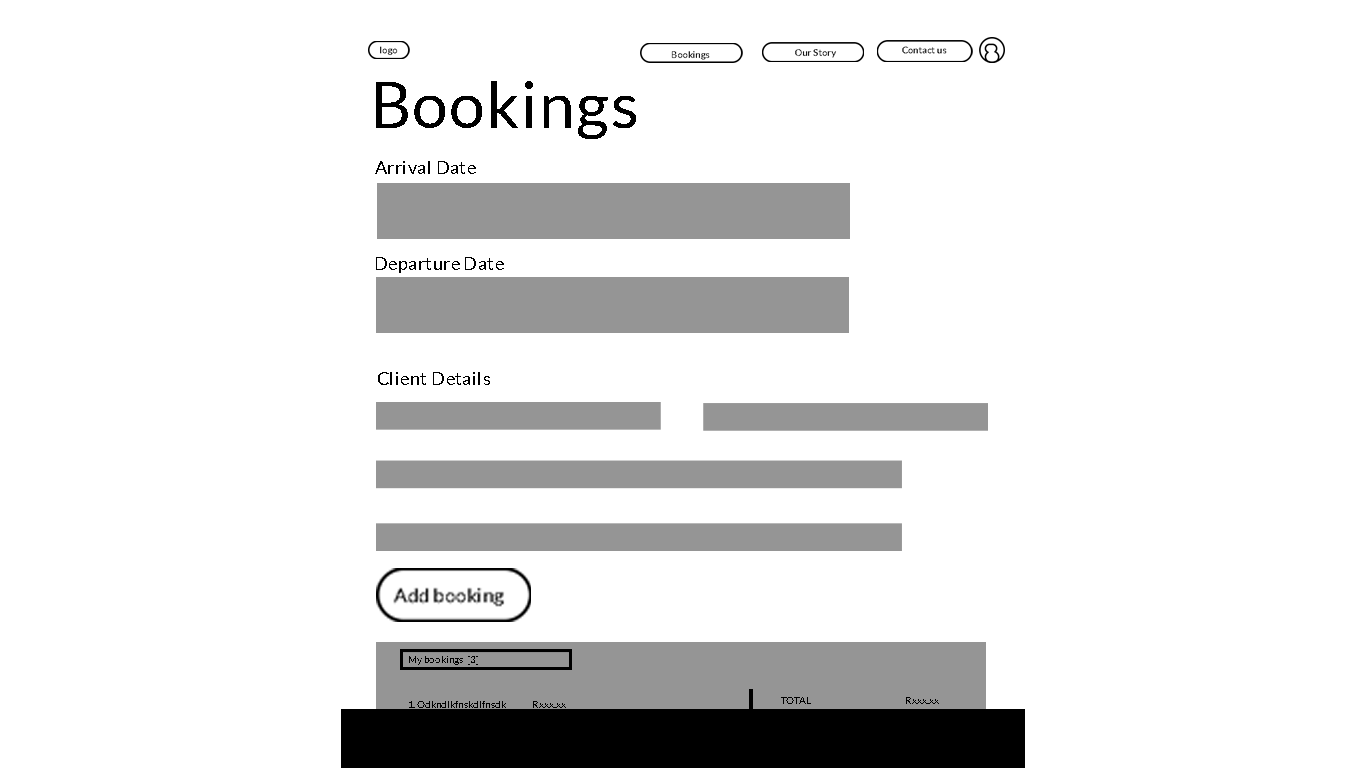 logo
Bookings
Our Story
Contact us
Bookings
Arrival Date
Departure Date
Client Details
Add booking
My bookings [3]
1. Odkndlkfnskdlfnsdk Rxxxxx
TOTAL Rxxxxx